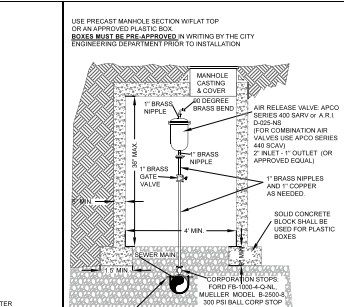 USE PRECAST MANHOLE SECTION W/FLAT TOP
OR AN APPROVED PLASTIC BOX.
BOXES MUST BE PRE-APPROVED IN WRITING BY THE CITY
ENGINEERING DEPARTMENT PRIOR TO INSTALLATION
MANHOLE
CASTING
& COVER
90 DEGREE
BRASS BEND
1" BRASS
NIPPLE
AIR RELEASE VALVE: APCO
SERIES 400 SARV or A.R.I.
D-025-NS
(FOR COMBINATION AIR
VALVES USE APCO SERIES
440 SCAV)
2" INLET - 1" OUTLET (OR
APPROVED EQUAL)
36" MAX.
1" BRASS
NIPPLE
1" BRASS
GATE
VALVE
1" BRASS NIPPLES
AND 1" COPPER
AS NEEDED.
6" MIN.
SOLID CONCRETE
BLOCK SHALL BE
USED FOR PLASTIC
BOXES
4' MIN.
SEWER MAIN
1.5' MIN.
MIN.
CORPORATION STOPS:
FORD FB-1000-4-Q-NL,
MUELLER MODEL B-2500-8,
300 PSI BALL CORP STOP
TER